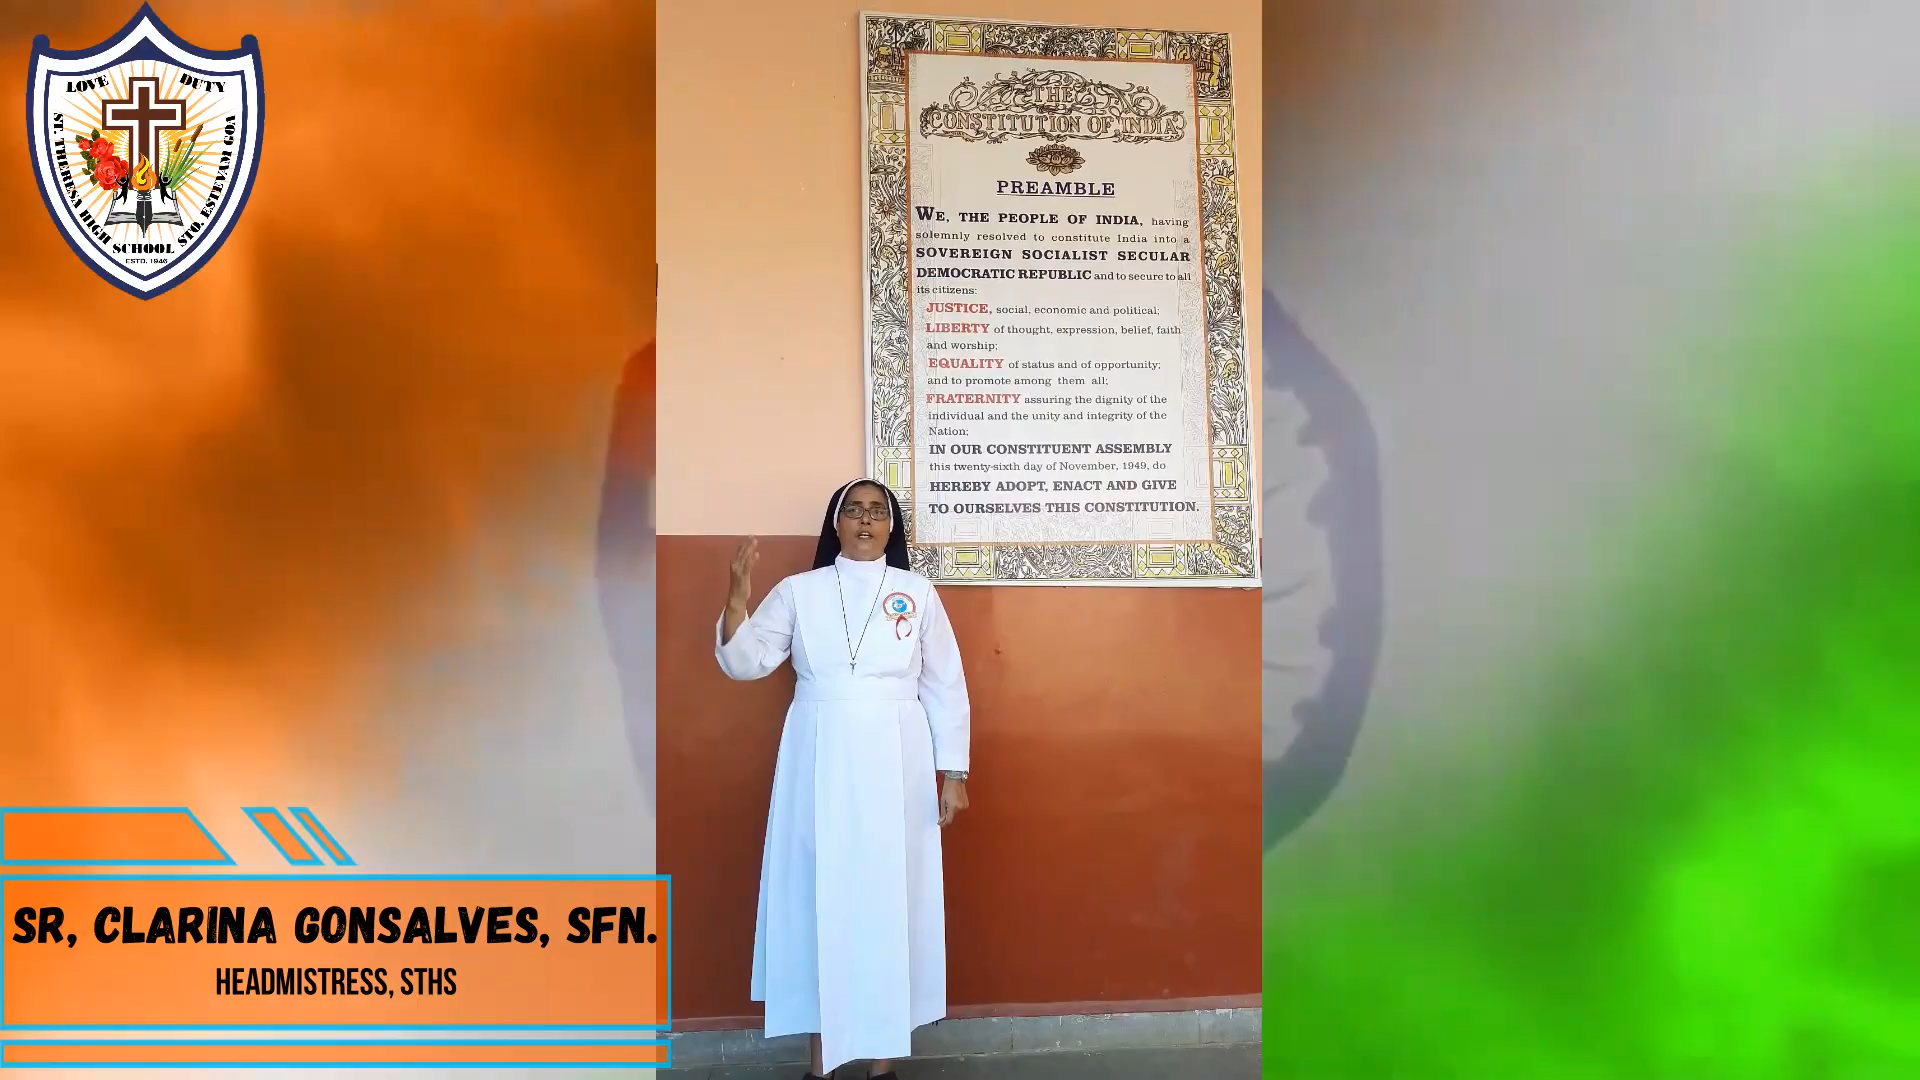 LOVE DUTY
ST. THERESA HIGH SCHOOL STO. ESTEVAM GOA
ESTD. 1946
THE
CONSTITUTION OF INDIA
PREAMBLE
WE, THE PEOPLE OF INDIA, having
solemnly resolved to constitute India into a
SOVEREIGN SOCIALIST SECULAR
DEMOCRATIC REPUBLIC and to secure to all
its citizens:
JUSTICE, social, economic and political;
LIBERTY of thought, expression, belief, faith
and worship;
EQUALITY of status and of opportunity;
and to promote among them all;
FRATERNITY assuring the dignity of the
individual and the unity and integrity of the
Nation;
IN OUR CONSTITUENT ASSEMBLY
this twenty-sixth day of November, 1949, do
HEREBY ADOPT, ENACT AND GIVE
TO OURSELVES THIS CONSTITUTION.
SR, CLARINA GONSALVES, SFN.
HEADMISTRESS, STHS